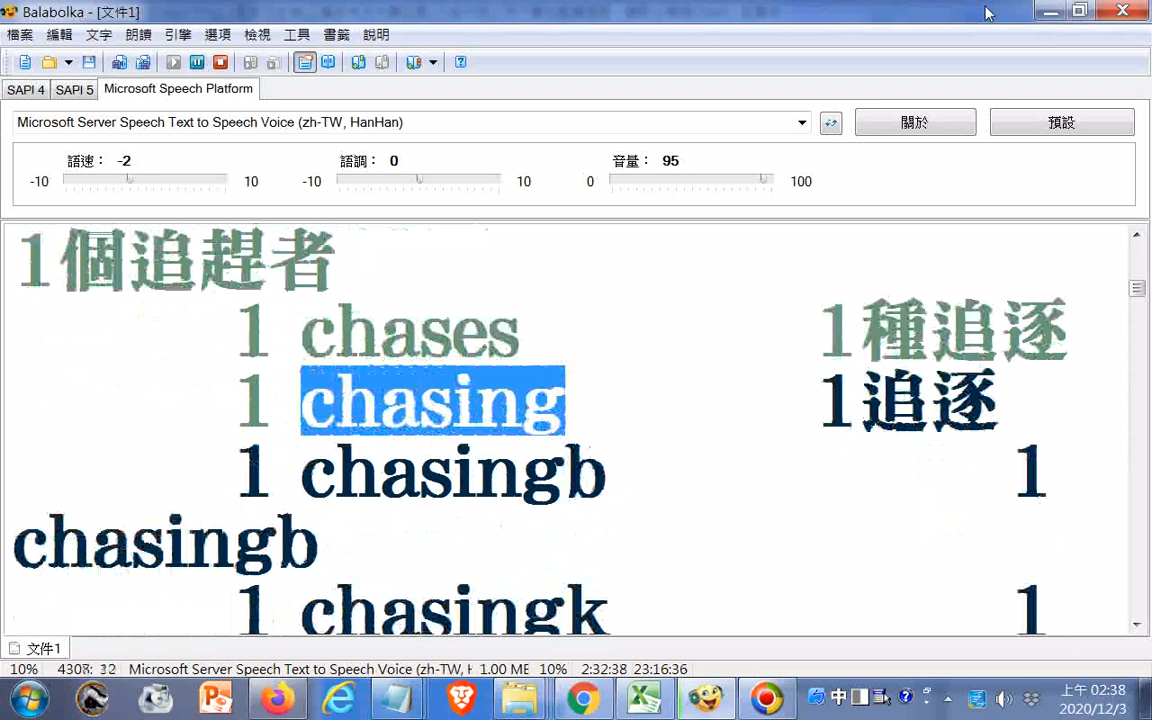 Balabolka - [文件1]
檔案 編輯 文字 朗讀 引擎 選項 檢視 工具 書籤 說明
SAPI 4 SAPI 5 Microsoft Speech Platform
Microsoft Server Speech Text to Speech Voice (zh-TW, HanHan) 關於 預設
語速： -2 語調： 0 音量： 95
-10 10 -10 10 0 100
1個追趕者
1 chases 1種追逐
1 chasing 1追逐
1 chasingb 1
chasingb
1 chasingk 1
文件1
10% 4308: 32 Microsoft Server Speech Text to Speech Voice (zh-TW, H 1.00 ME 10% 2:32:38 23:16:36
中 上午 02:38
2020/12/3